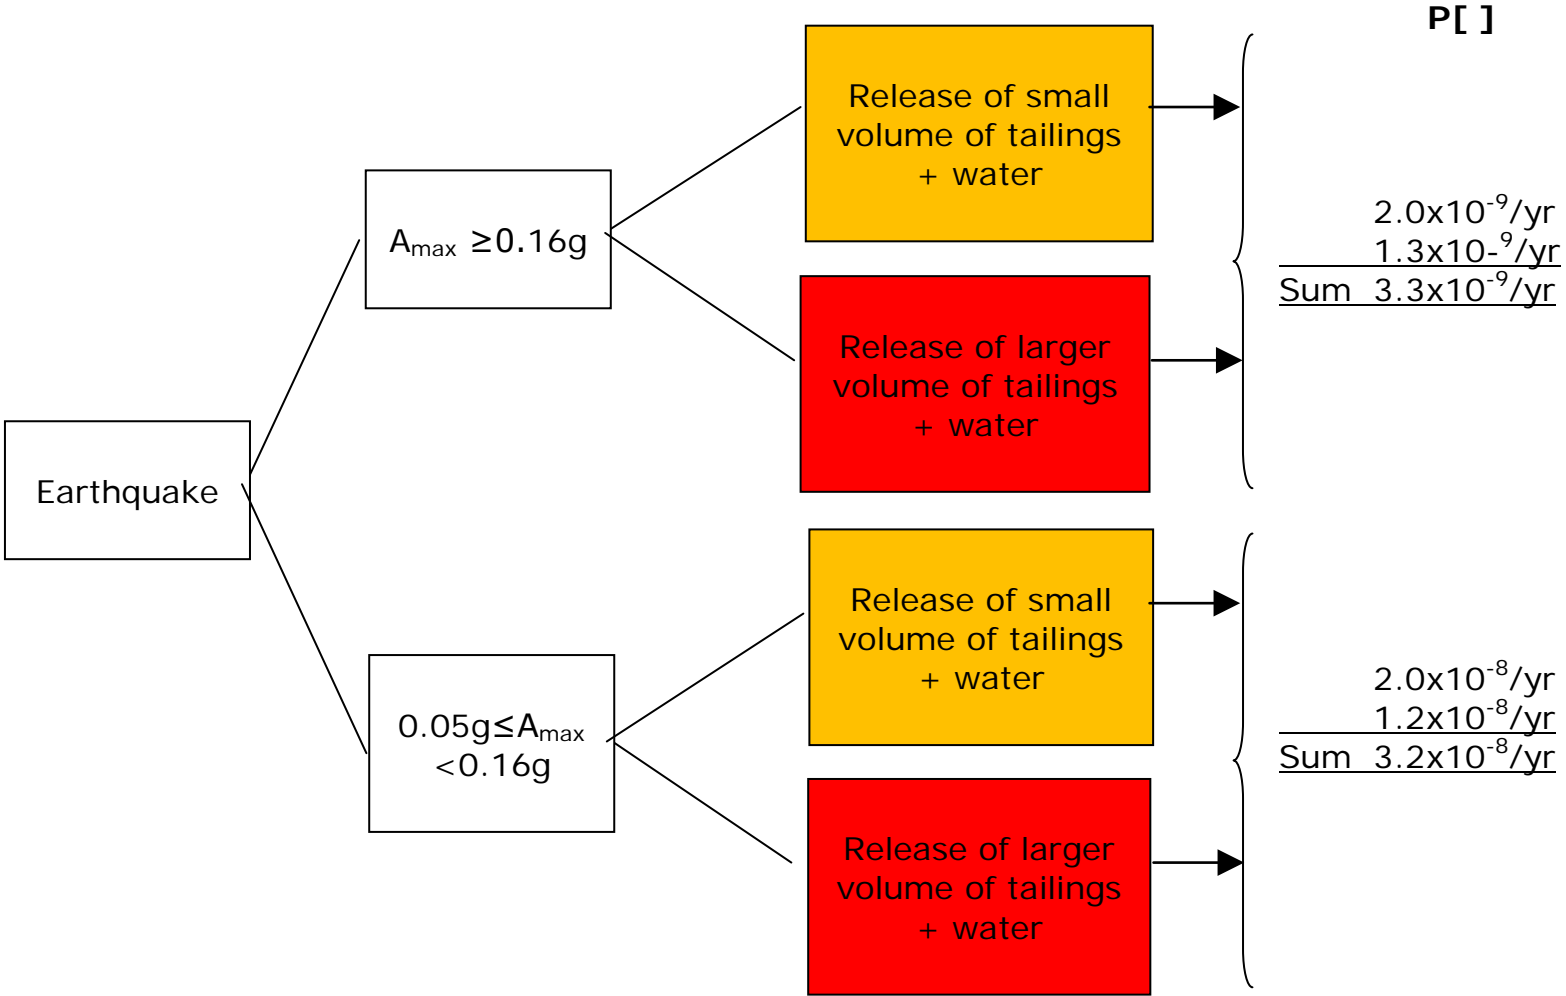 P[ ]
Release of small
volume of tailings
+ water
A_max ≥0.16g
2.0x10^-9/yr
1.3x10-^9/yr
Sum 3.3x10^-9/yr
Release of larger
volume of tailings
+ water
Earthquake
Release of small
volume of tailings
+ water
0.05g≤A_max
<0.16g
2.0x10^-8/yr
1.2x10^-8/yr
Sum 3.2x10^-8/yr
Release of larger
volume of tailings
+ water